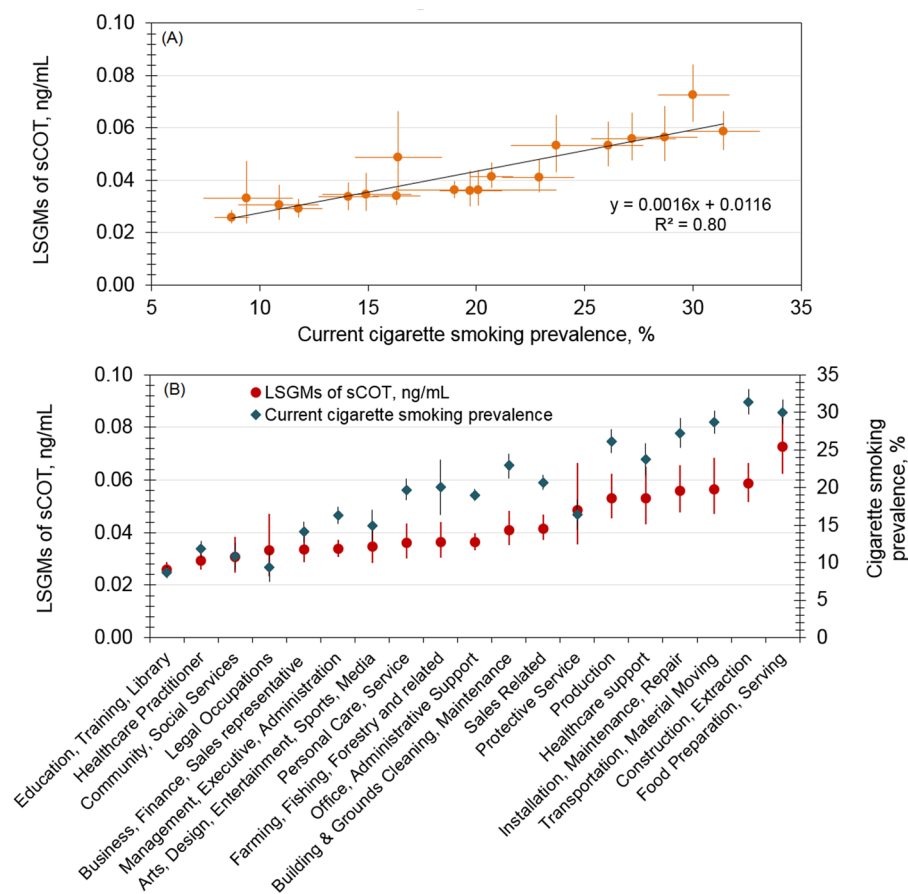 (A)
LSGMs of sCOT, ng/mL
0.10
0.08
0.06
0.04
0.02
0.00
y = 0.0016x + 0.0116
R² = 0.80
5
10
15
20
25
30
35
Current cigarette smoking prevalence, %
(B)
LSGMs of sCOT, ng/mL
Current cigarette smoking prevalence
LSGMs of sCOT, ng/mL
0.10
0.08
0.06
0.04
0.02
0.00
35
30
25
20
15
10
5
0
Cigarette smoking
prevalence, %
Education, Training, Library
Healthcare Practitioner
Community, Social Services
Legal Occupations
Business, Finance, Sales representative
Management, Executive, Administration
Arts, Design, Entertainment, Sports, Media
Personal Care, Service
Farming, Fishing, Forestry and related
Office, Administrative Support
Building & Grounds Cleaning, Maintenance
Sales Related
Protective Service
Production
Healthcare support
Installation, Maintenance, Repair
Transportation, Material Moving
Construction, Extraction
Food Preparation, Serving